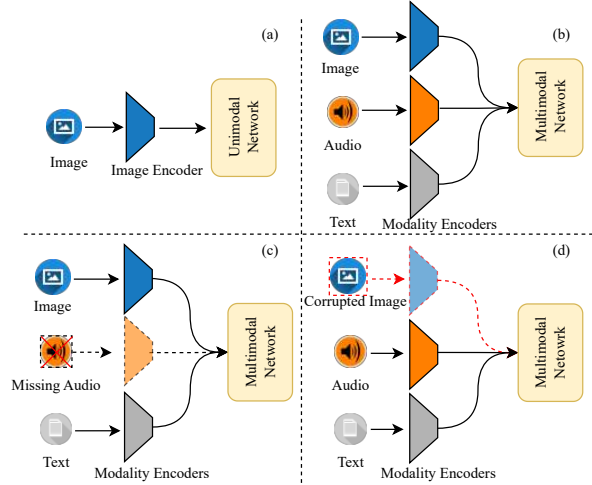 (a)
Image
Image Encoder
Unimodal
Network
(b)
Image
Audio
Text
Modality Encoders
Multimodal
Network
(c)
Image
Missing Audio
Text
Modality Encoders
Multimodal
Network
(d)
Corrupted Image
Audio
Text
Modality Encoders
Multimodal
Netowrk